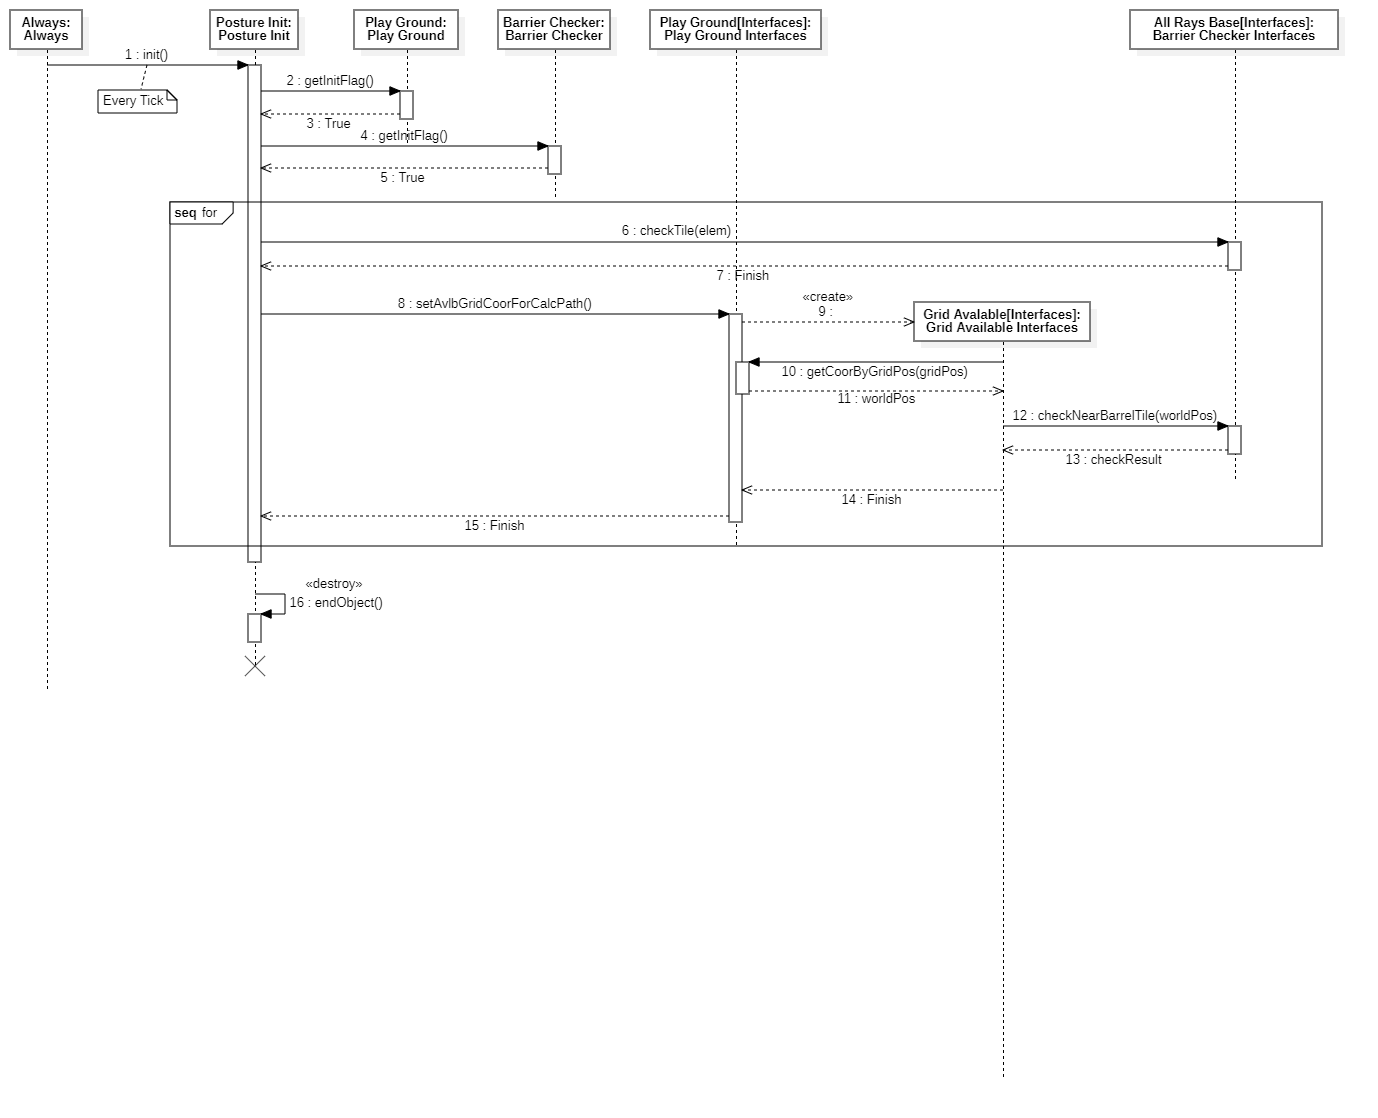 Always:
Always
Posture Init:
Posture Init
Play Ground:
Play Ground
Barrier Checker:
Barrier Checker
Play Ground[Interfaces]:
Play Ground Interfaces
All Rays Base[Interfaces]:
Barrier Checker Interfaces
1 : init()
Every Tick
2 : getInitFlag()
3 : True
4 : getInitFlag()
5 : True
seq for
6 : checkTile(elem)
7 : Finish
8 : setAvlbGridCoorForCalcPath()
«create»
9 :
Grid Avalable[Interfaces]:
Grid Available Interfaces
10 : getCoorByGridPos(gridPos)
11 : worldPos
12 : checkNearBarrelTile(worldPos)
13 : checkResult
14 : Finish
15 : Finish
«destroy»
16 : endObject()